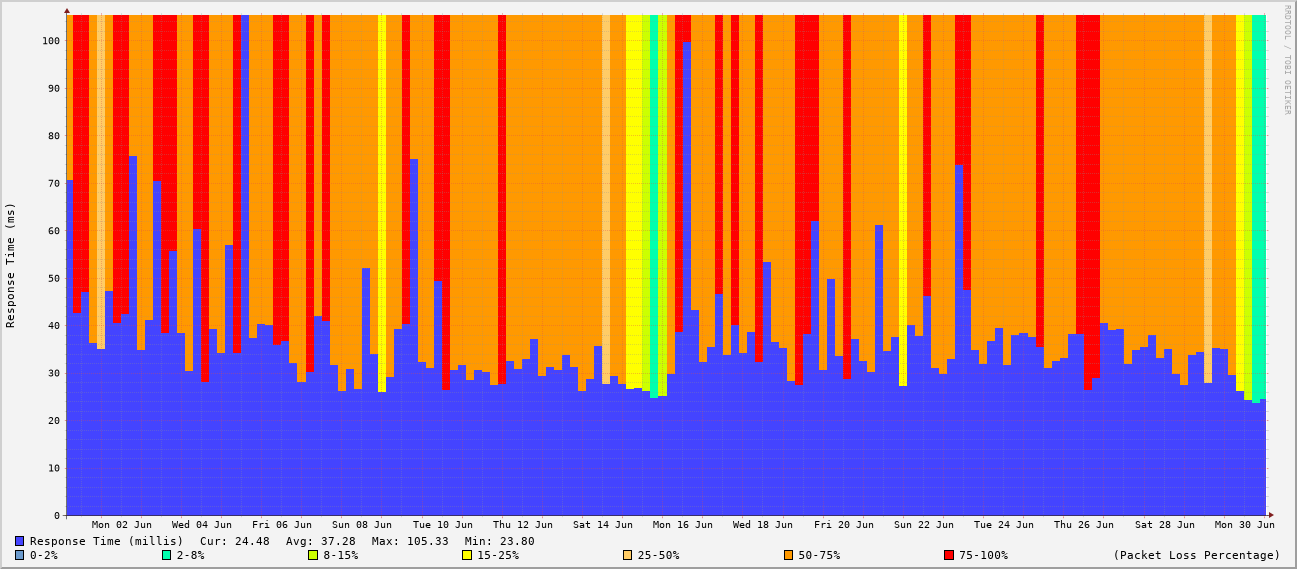 RRDTOOL / TOBI OETIKER
Response Time (ms)
100
90
80
70
60
50
40
30
20
10
0
Mon 02 Jun Wed 04 Jun Fri 06 Jun Sun 08 Jun Tue 10 Jun Thu 12 Jun Sat 14 Jun Mon 16 Jun Wed 18 Jun Fri 20 Jun Sun 22 Jun Tue 24 Jun Thu 26 Jun Sat 28 Jun Mon 30 Jun
Response Time (millis) Cur: 24.48 Avg: 37.28 Max: 105.33 Min: 23.80
0-2% 2-8% 8-15% 15-25% 25-50% 50-75% 75-100% (Packet Loss Percentage)